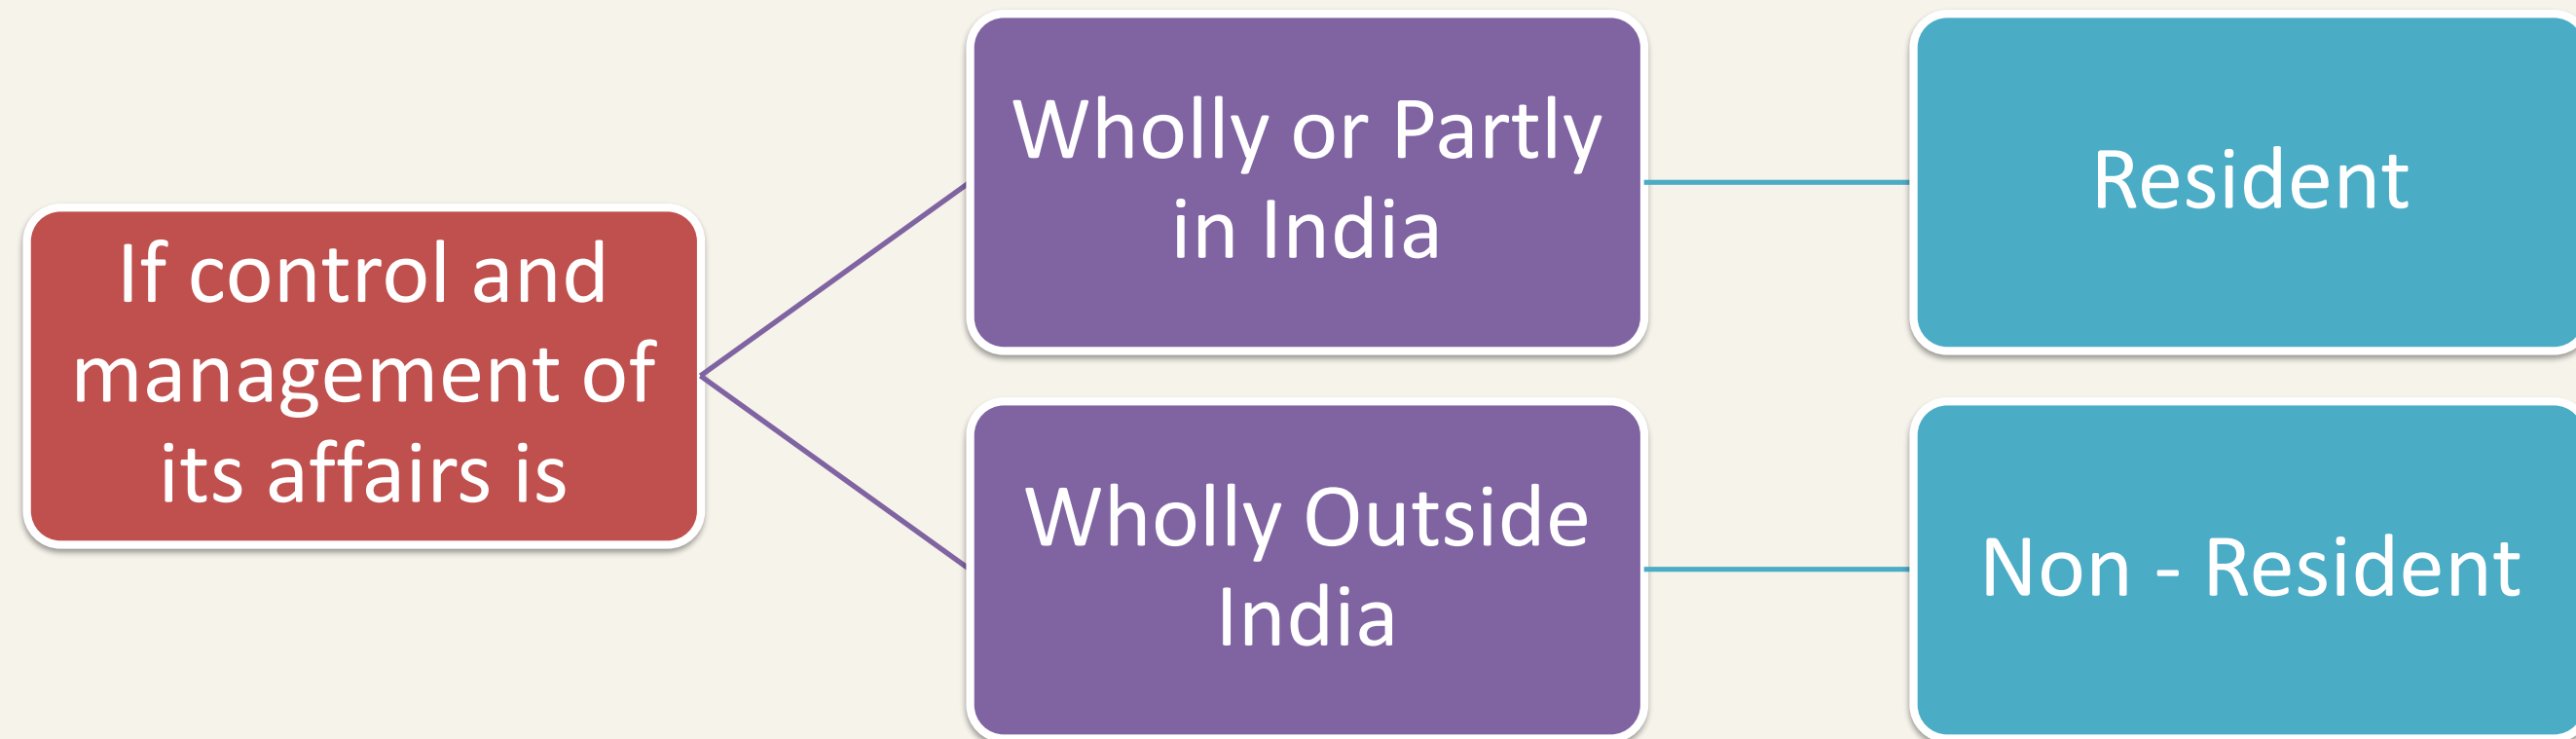 If control and
management of
its affairs is
Wholly or Partly
in India
Resident
Wholly Outside
India
Non - Resident